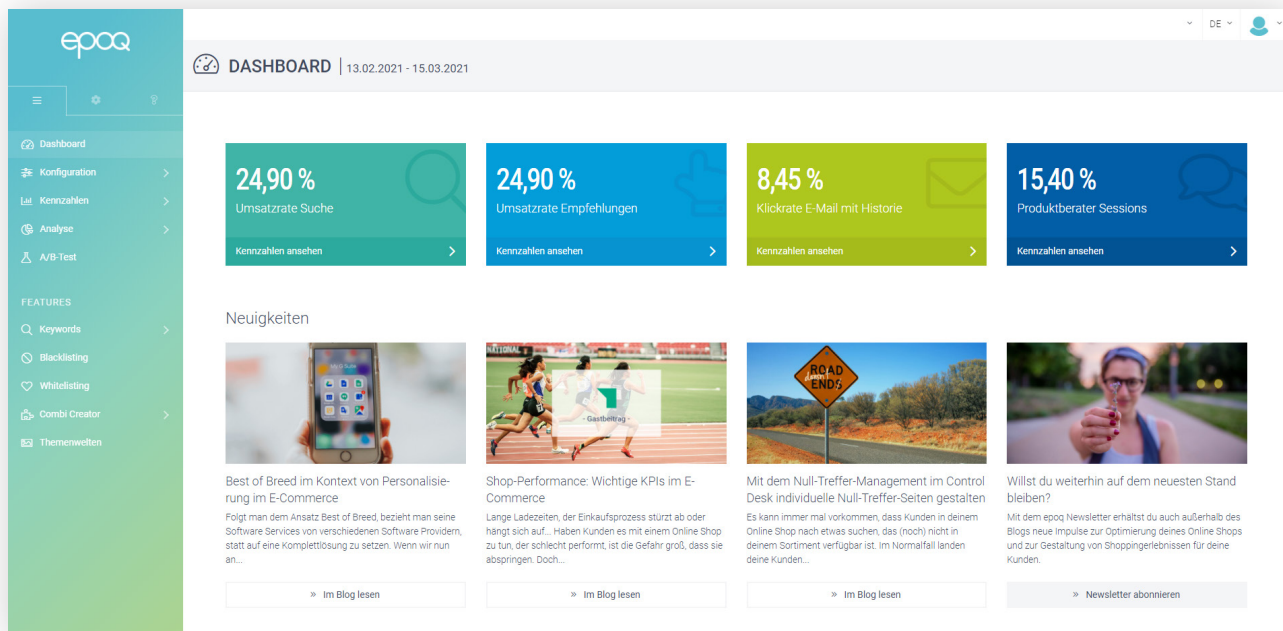 epoq
DE
DASHBOARD | 13.02.2021 - 15.03.2021
Dashboard
Konfiguration
Kennzahlen
Analyse
A/B-Test
FEATURES
Keywords
Blacklisting
Whitelisting
Combi Creator
Themenwelten
24,90 %
Umsatzrate Suche
Kennzahlen ansehen
24,90 %
Umsatzrate Empfehlungen
Kennzahlen ansehen
8,45 %
Klickrate E-Mail mit Historie
Kennzahlen ansehen
15,40 %
Produktberater Sessions
Kennzahlen ansehen
Neuigkeiten
Best of Breed im Kontext von Personalisie-
rung im E-Commerce
Folgt man dem Ansatz Best of Breed, bezieht man seine
Software Services von verschiedenen Software Providern,
statt auf eine Komplettlösung zu setzen. Wenn wir nun
an...
» Im Blog lesen
NATIONAL
- Gastbeitrag -
Shop-Performance: Wichtige KPIs im E-
Commerce
Lange Ladezeiten, der Einkaufsprozess stürzt ab oder
hängt sich auf... Haben Kunden es mit einem Online Shop
zu tun, der schlecht performt, ist die Gefahr groß, dass sie
abspringen. Doch...
» Im Blog lesen
ROAD
doesn't
ENDS
Mit dem Null-Treffer-Management im Control
Desk individuelle Null-Treffer-Seiten gestalten
Es kann immer mal vorkommen, dass Kunden in deinem
Online Shop nach etwas suchen, das (noch) nicht in
deinem Sortiment verfügbar ist. Im Normalfall landen
deine Kunden...
» Im Blog lesen
Willst du weiterhin auf dem neuesten Stand
bleiben?
Mit dem epoq Newsletter erhältst du auch außerhalb des
Blogs neue Impulse zur Optimierung deines Online Shops
und zur Gestaltung von Shoppingerlebnissen für deine
Kunden.
» Newsletter abonnieren